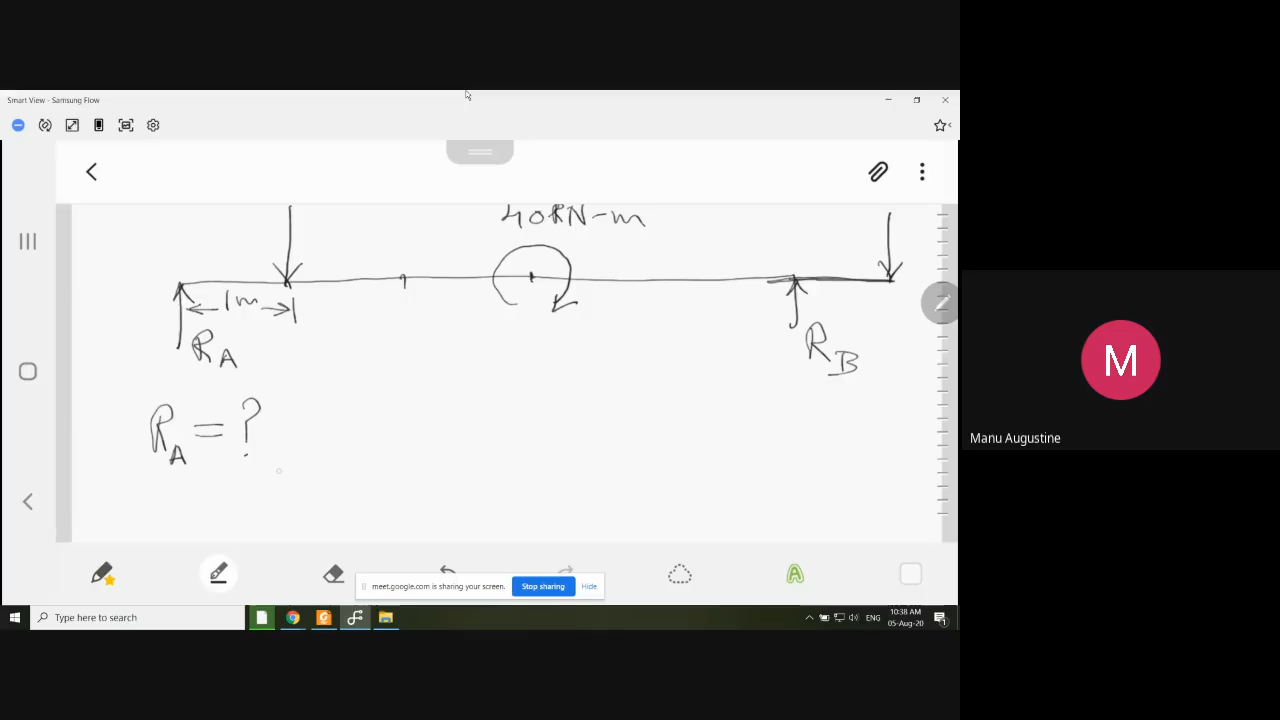 Smart View - Samsung Flow
40KN-m
1m
RA
RB
RA = ?
M
Manu Augustine
A
meet.google.com is sharing your screen.
Stop sharing
Hide
Type here to search
ENG
10:38 AM
05-Aug-20
1